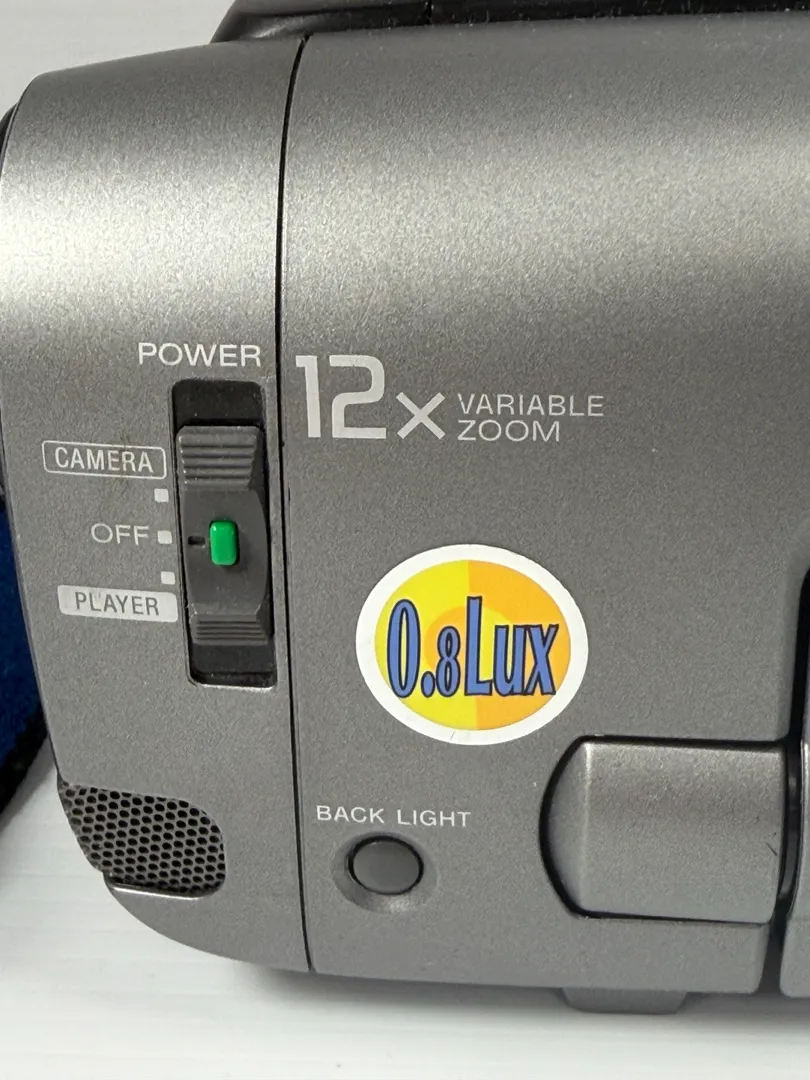 POWER
12x VARIABLE
ZOOM
CAMERA
OFF
PLAYER
0.8Lux
BACK LIGHT